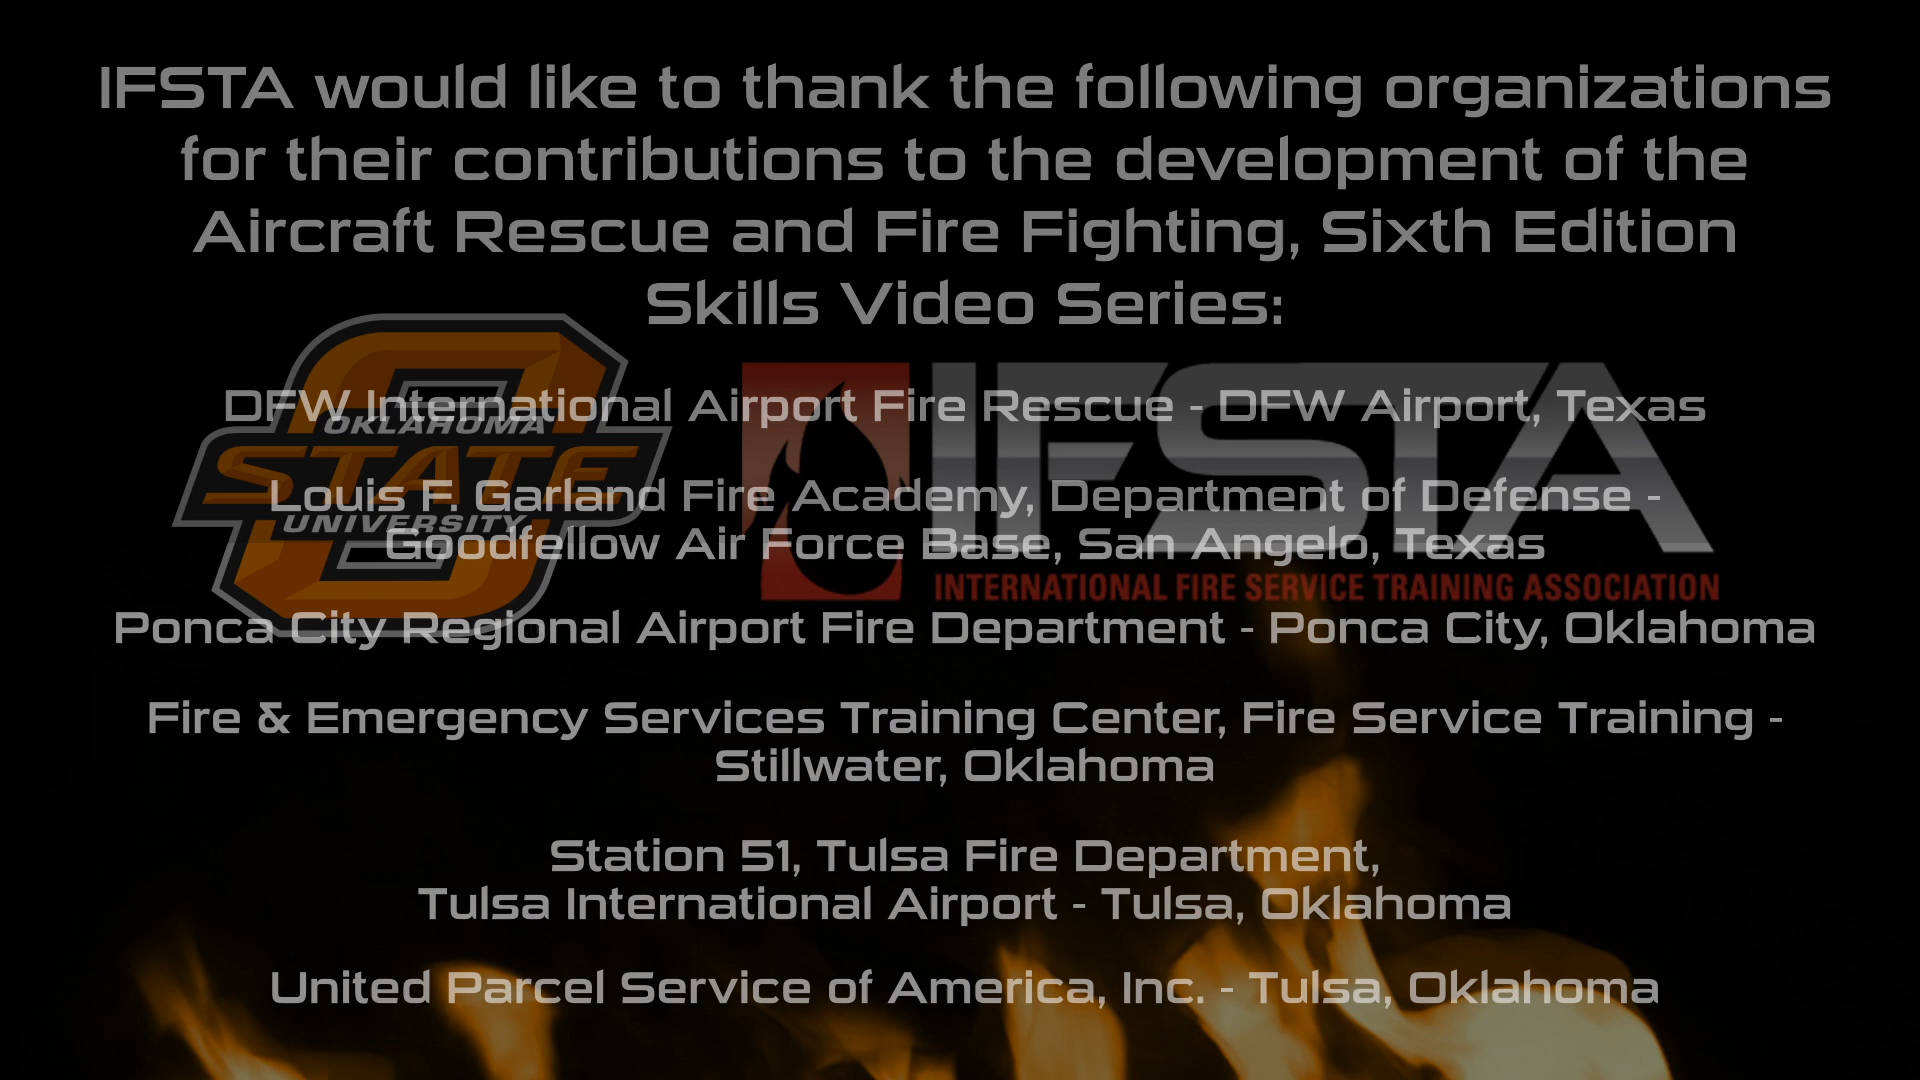 IFSTA would like to thank the following organizations
for their contributions to the development of the
Aircraft Rescue and Fire Fighting, Sixth Edition
Skills Video Series:
DFW International Airport Fire Rescue - DFW Airport, Texas
OKLAHOMA
STATE
UNIVERSITY
IFSTA
INTERNATIONAL FIRE SERVICE TRAINING ASSOCIATION
Louis F. Garland Fire Academy, Department of Defense -
Goodfellow Air Force Base, San Angelo, Texas
Ponca City Regional Airport Fire Department - Ponca City, Oklahoma
Fire & Emergency Services Training Center, Fire Service Training -
Stillwater, Oklahoma
Station 51, Tulsa Fire Department,
Tulsa International Airport - Tulsa, Oklahoma
United Parcel Service of America, Inc. - Tulsa, Oklahoma